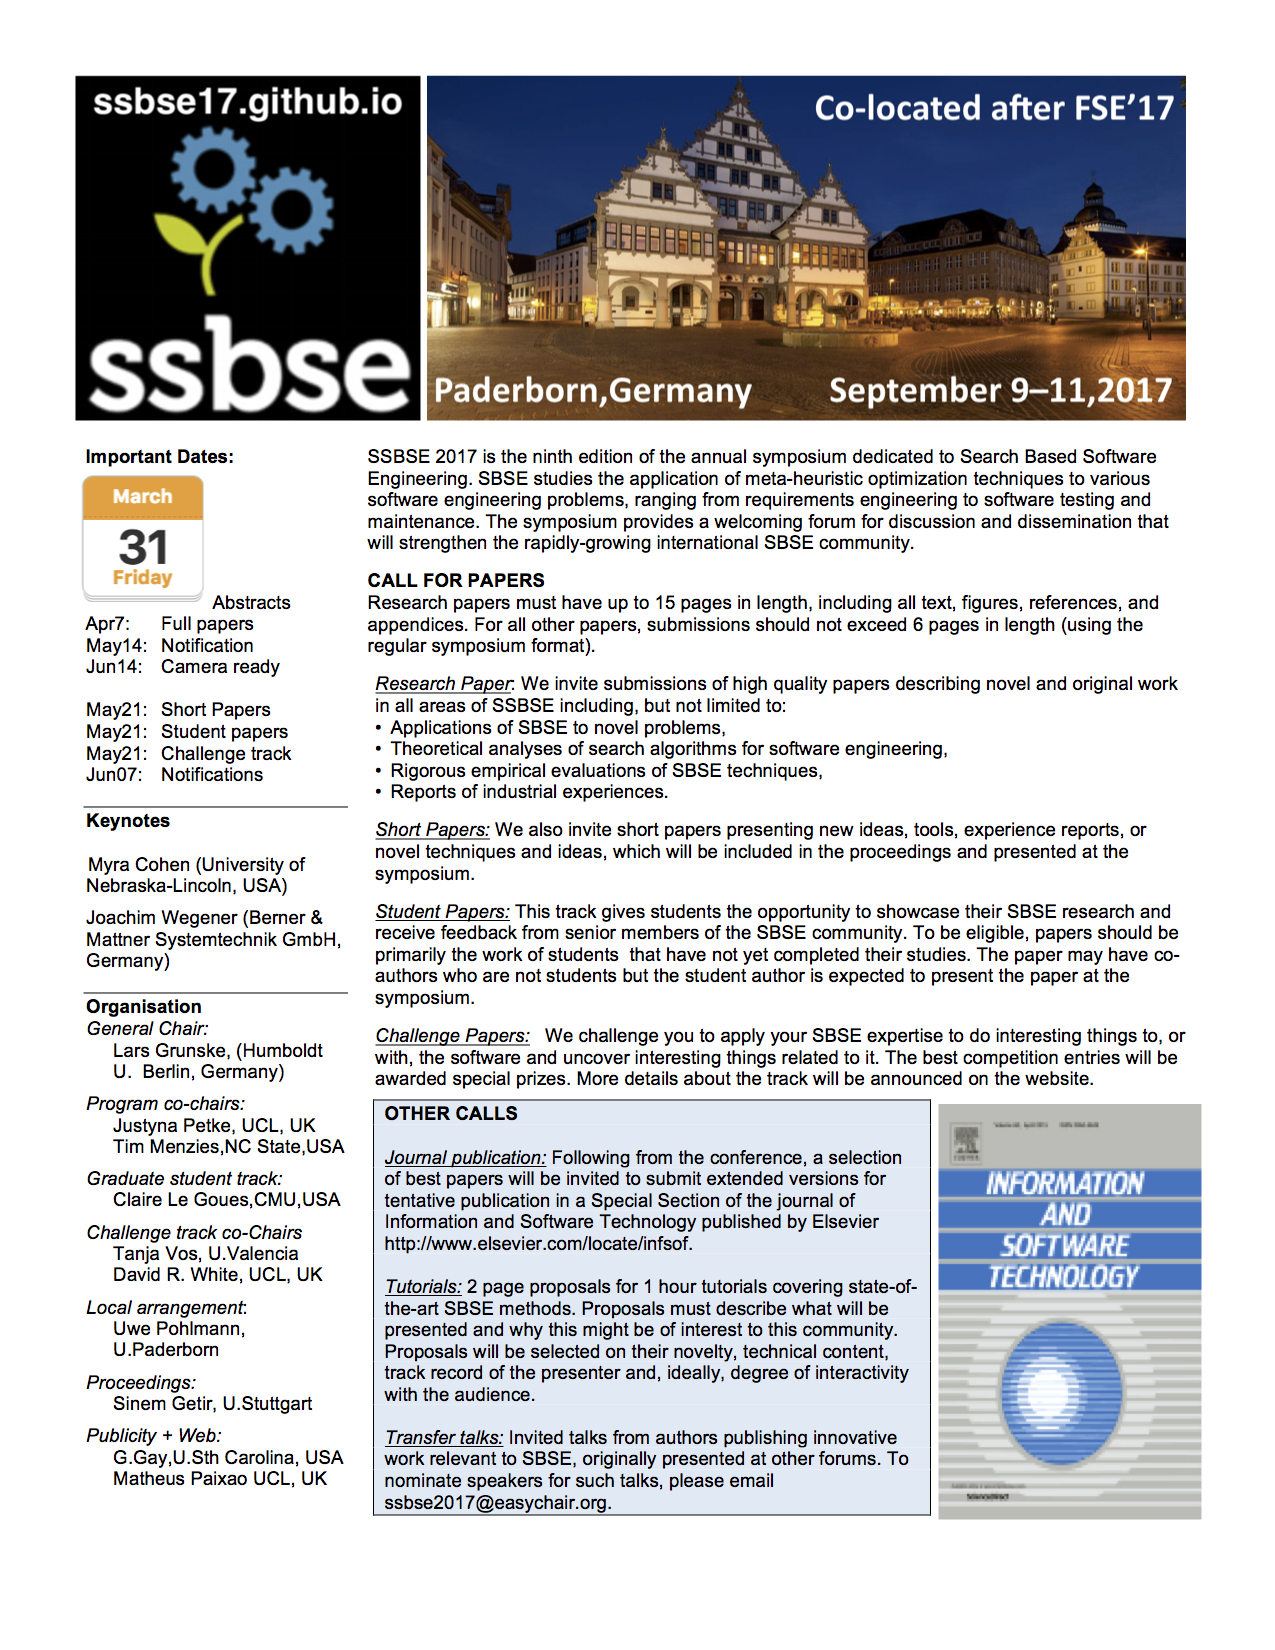 ssbse17.github.io
ssbse
Co-located after FSE'17
Paderborn,Germany
September 9–11,2017
Important Dates:
March
31
Friday
Abstracts
Apr7: Full papers
May14: Notification
Jun14: Camera ready
May21: Short Papers
May21: Student papers
May21: Challenge track
Jun07: Notifications
Keynotes
Myra Cohen (University of
Nebraska-Lincoln, USA)
Joachim Wegener (Berner &
Mattner Systemtechnik GmbH,
Germany)
Organisation
General Chair:
Lars Grunske, (Humboldt
U. Berlin, Germany)
Program co-chairs:
Justyna Petke, UCL, UK
Tim Menzies,NC State,USA
Graduate student track:
Claire Le Goues,CMU,USA
Challenge track co-Chairs
Tanja Vos, U.Valencia
David R. White, UCL, UK
Local arrangement:
Uwe Pohlmann,
U.Paderborn
Proceedings:
Sinem Getir, U.Stuttgart
Publicity + Web:
G.Gay,U.Sth Carolina, USA
Matheus Paixao UCL, UK
SSBSE 2017 is the ninth edition of the annual symposium dedicated to Search Based Software
Engineering. SBSE studies the application of meta-heuristic optimization techniques to various
software engineering problems, ranging from requirements engineering to software testing and
maintenance. The symposium provides a welcoming forum for discussion and dissemination that
will strengthen the rapidly-growing international SBSE community.
CALL FOR PAPERS
Research papers must have up to 15 pages in length, including all text, figures, references, and
appendices. For all other papers, submissions should not exceed 6 pages in length (using the
regular symposium format).
Research Paper: We invite submissions of high quality papers describing novel and original work
in all areas of SSBSE including, but not limited to:
• Applications of SBSE to novel problems,
• Theoretical analyses of search algorithms for software engineering,
• Rigorous empirical evaluations of SBSE techniques,
• Reports of industrial experiences.
Short Papers: We also invite short papers presenting new ideas, tools, experience reports, or
novel techniques and ideas, which will be included in the proceedings and presented at the
symposium.
Student Papers: This track gives students the opportunity to showcase their SBSE research and
receive feedback from senior members of the SBSE community. To be eligible, papers should be
primarily the work of students that have not yet completed their studies. The paper may have co-
authors who are not students but the student author is expected to present the paper at the
symposium.
Challenge Papers: We challenge you to apply your SBSE expertise to do interesting things to, or
with, the software and uncover interesting things related to it. The best competition entries will be
awarded special prizes. More details about the track will be announced on the website.
OTHER CALLS
Journal publication: Following from the conference, a selection
of best papers will be invited to submit extended versions for
tentative publication in a Special Section of the journal of
Information and Software Technology published by Elsevier
http://www.elsevier.com/locate/infsof.
Tutorials: 2 page proposals for 1 hour tutorials covering state-of-
the-art SBSE methods. Proposals must describe what will be
presented and why this might be of interest to this community.
Proposals will be selected on their novelty, technical content,
track record of the presenter and, ideally, degree of interactivity
with the audience.
Transfer talks: Invited talks from authors publishing innovative
work relevant to SBSE, originally presented at other forums. To
nominate speakers for such talks, please email
ssbse2017@easychair.org.
INFORMATION
AND
SOFTWARE
TECHNOLOGY